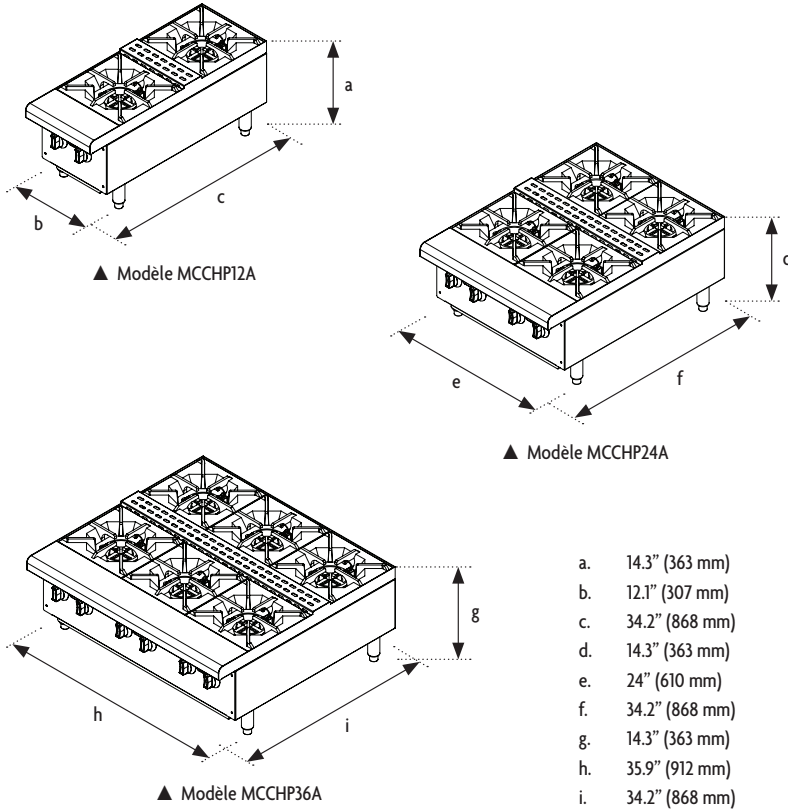 a
b
c
▲ Modèle MCCHP12A
d
e
f
▲ Modèle MCCHP24A
g
h
i
▲ Modèle MCCHP36A
a. 14.3” (363 mm)
b. 12.1” (307 mm)
c. 34.2” (868 mm)
d. 14.3” (363 mm)
e. 24” (610 mm)
f. 34.2” (868 mm)
g. 14.3” (363 mm)
h. 35.9” (912 mm)
i. 34.2” (868 mm)